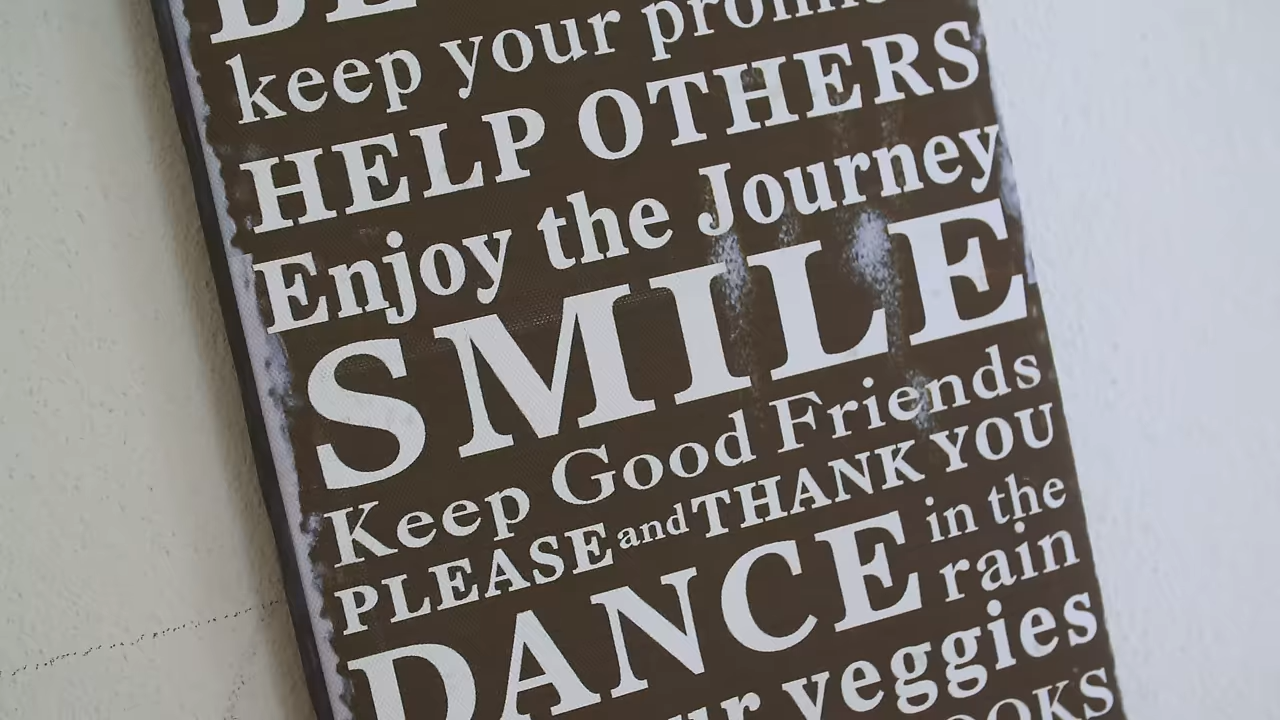 keep your
HELP OTHERS
Enjoy the Journey
SMILE
Keep Good Friends
PLEASE and THANK YOU
DANCE in the
rain
veggies